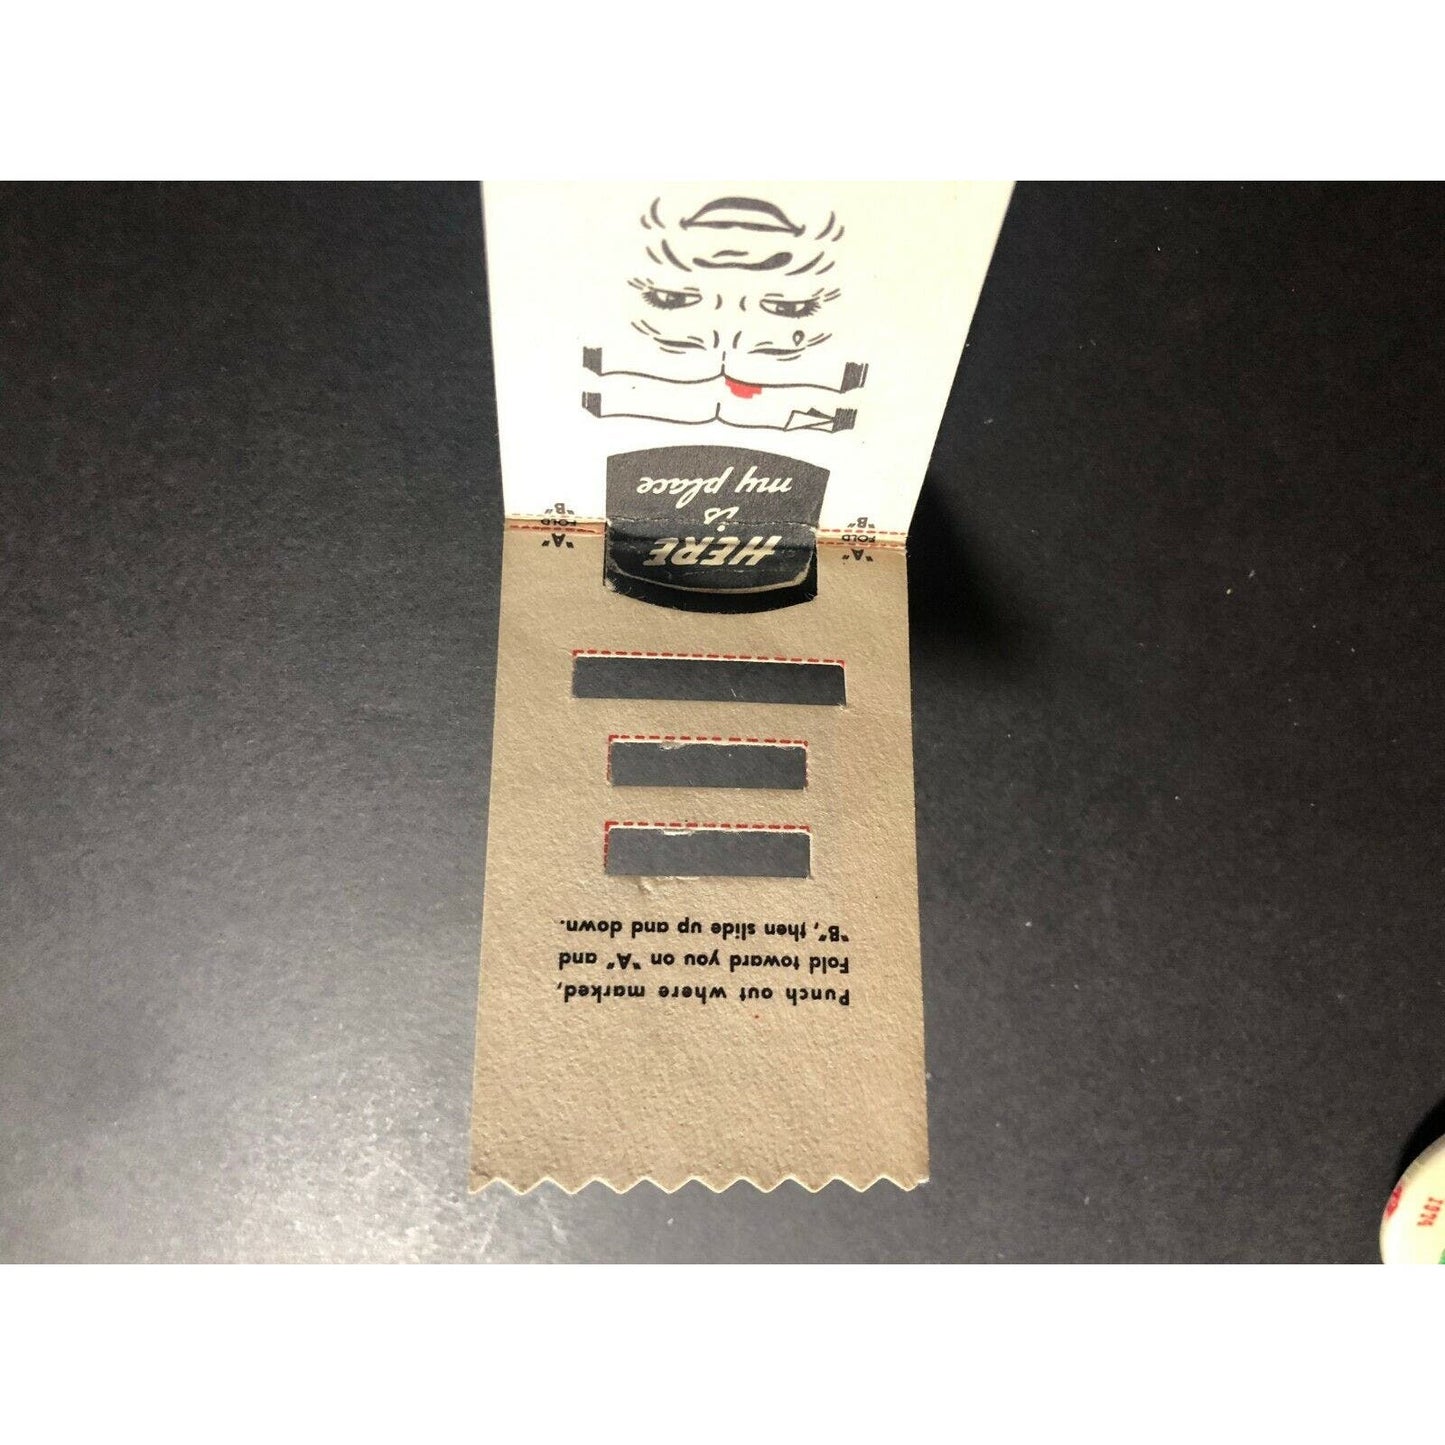 Punch out where marked,
Fold toward you on "A" and
"B", then slide up and down.
HERE
is
my place
"A"
FOLD
"B"
"A"
FOLD
"B"
1974